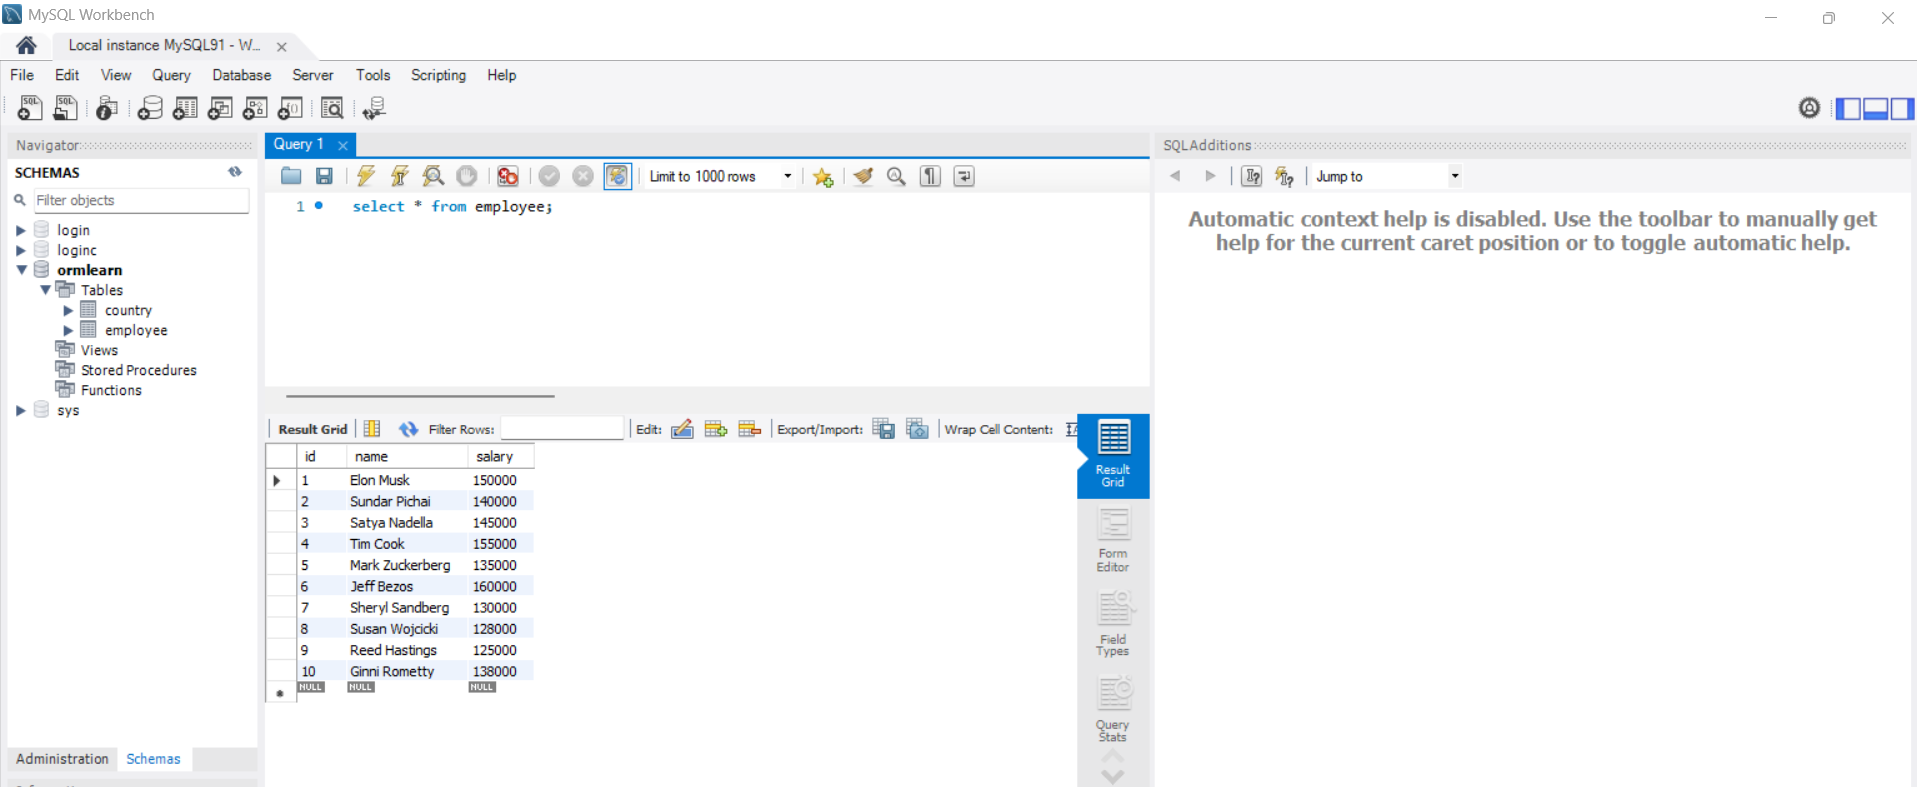 MySQL Workbench
Local instance MySQL91 - W...
File Edit View Query Database Server Tools Scripting Help
Navigator
SCHEMAS
Filter objects
login
loginc
ormlearn
Tables
country
employee
Views
Stored Procedures
Functions
sys
Administration Schemas
Query 1
Limit to 1000 rows
1 select * from employee;
Result Grid Filter Rows: Edit: Export/Import: Wrap Cell Content:
id name salary
1 Elon Musk 150000
2 Sundar Pichai 140000
3 Satya Nadella 145000
4 Tim Cook 155000
5 Mark Zuckerberg 135000
6 Jeff Bezos 160000
7 Sheryl Sandberg 130000
8 Susan Wojcicki 128000
9 Reed Hastings 125000
10 Ginni Rometty 138000
NULL NULL NULL
Result
Grid
Form
Editor
Field
Types
Query
Stats
SQLAdditions
Jump to
Automatic context help is disabled. Use the toolbar to manually get
help for the current caret position or to toggle automatic help.